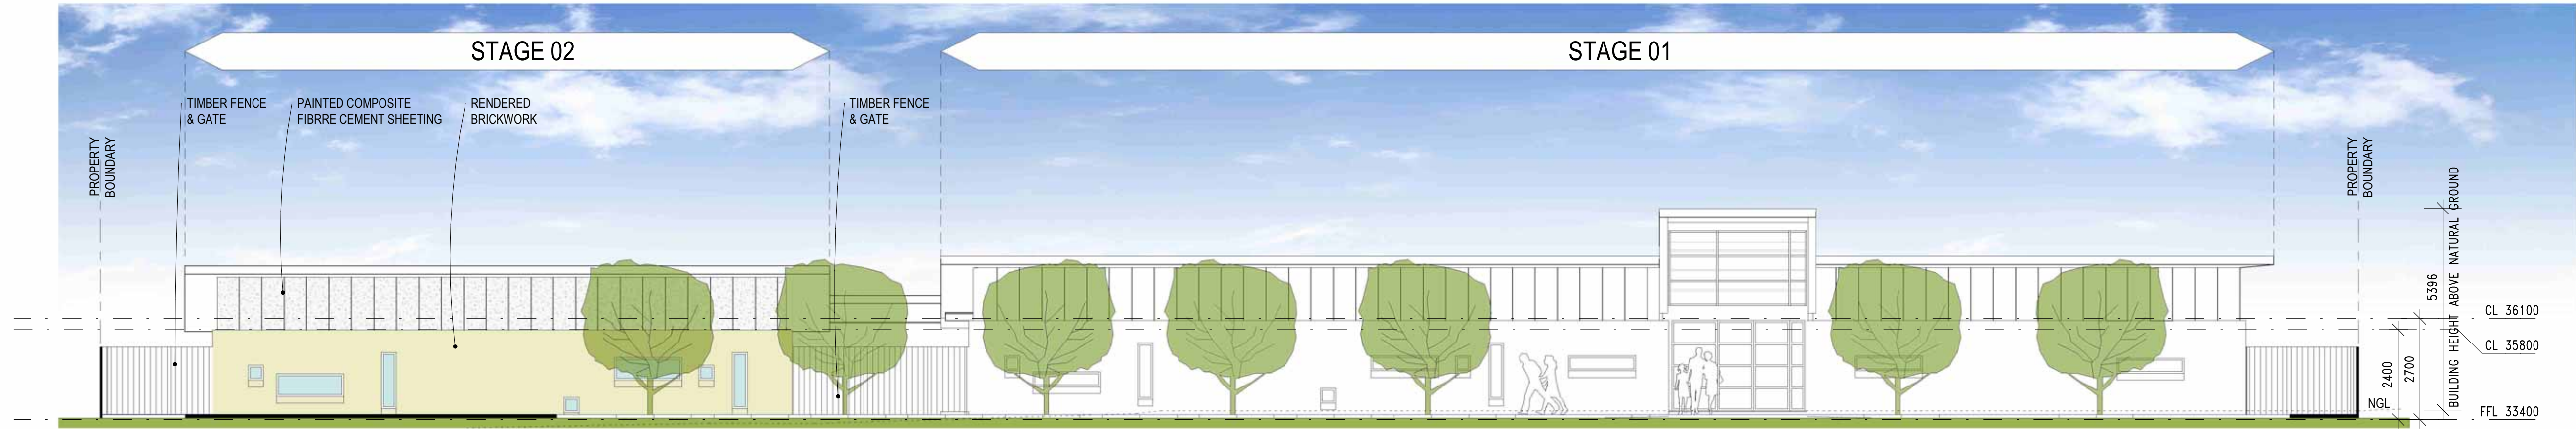 STAGE 02
STAGE 01
TIMBER FENCE
& GATE
PAINTED COMPOSITE
FIBRRE CEMENT SHEETING
RENDERED
BRICKWORK
TIMBER FENCE
& GATE
PROPERTY
BOUNDARY
PROPERTY
BOUNDARY
5396
BUILDING HEIGHT ABOVE NATURAL GROUND
CL 36100
CL 35800
2400
2700
NGL
FFL 33400